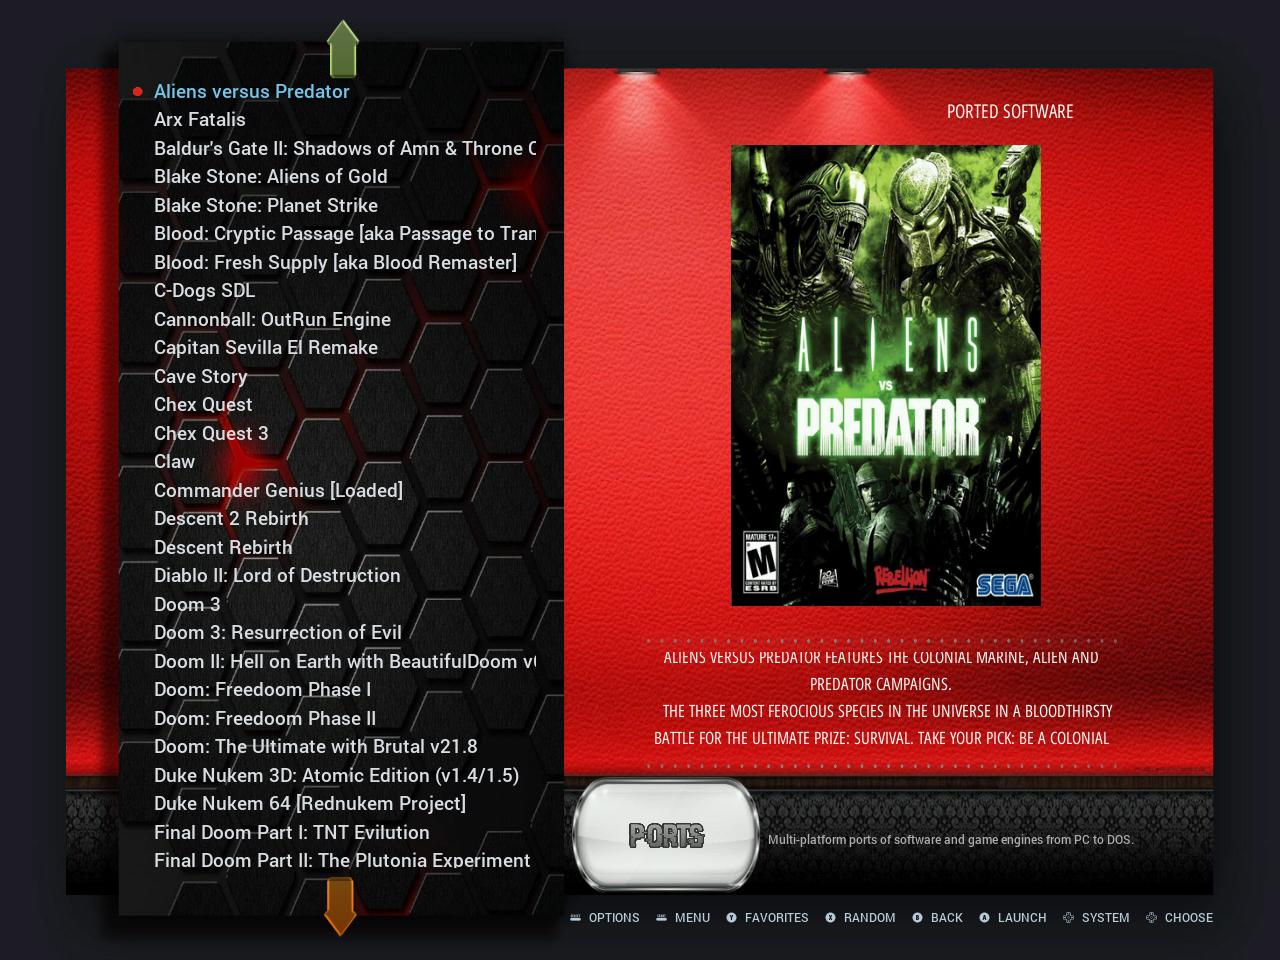 Aliens versus Predator
Arx Fatalis
Baldur's Gate II: Shadows of Amn & Throne
Blake Stone: Aliens of Gold
Blake Stone: Planet Strike
Blood: Cryptic Passage [aka Passage to
Blood: Fresh Supply [aka Blood Remaster]
C-Dogs SDL
Cannonball: OutRun Engine
Capitan Sevilla El Remake
Cave Story
Chex Quest
Chex Quest 3
Claw
Commander Genius [Loaded]
Descent 2 Rebirth
Descent Rebirth
Diablo II: Lord of Destruction
Doom 3
Doom 3: Resurrection of Evil
Doom II: Hell on Earth with BeautifulDoom
Doom: Freedoom Phase I
Doom: Freedoom Phase II
Doom: The Ultimate with Brutal v21.8
Duke Nukem 3D: Atomic Edition (v1.4/1.5)
Duke Nukem 64 [Rednukem Project]
Final Doom Part I: TNT Evilution
Final Doom Part II: The Plutonia Experiment
PORTED SOFTWARE
ALIENS
VS
PREDATOR™
MATURE 17+
M
ESRB
REBELLION
SEGA
ALIENS VERSUS PREDATOR FEATURES THE COLONIAL MARINE, ALIEN AND
PREDATOR CAMPAIGNS.
THE THREE MOST FEROCIOUS SPECIES IN THE UNIVERSE IN A BLOODTHIRSTY
BATTLE FOR THE ULTIMATE PRIZE: SURVIVAL. TAKE YOUR PICK: BE A COLONIAL
PORTS
Multi-platform ports of software and game engines from PC to DOS.
OPTIONS MENU Y FAVORITES X RANDOM B BACK A LAUNCH SYSTEM CHOOSE